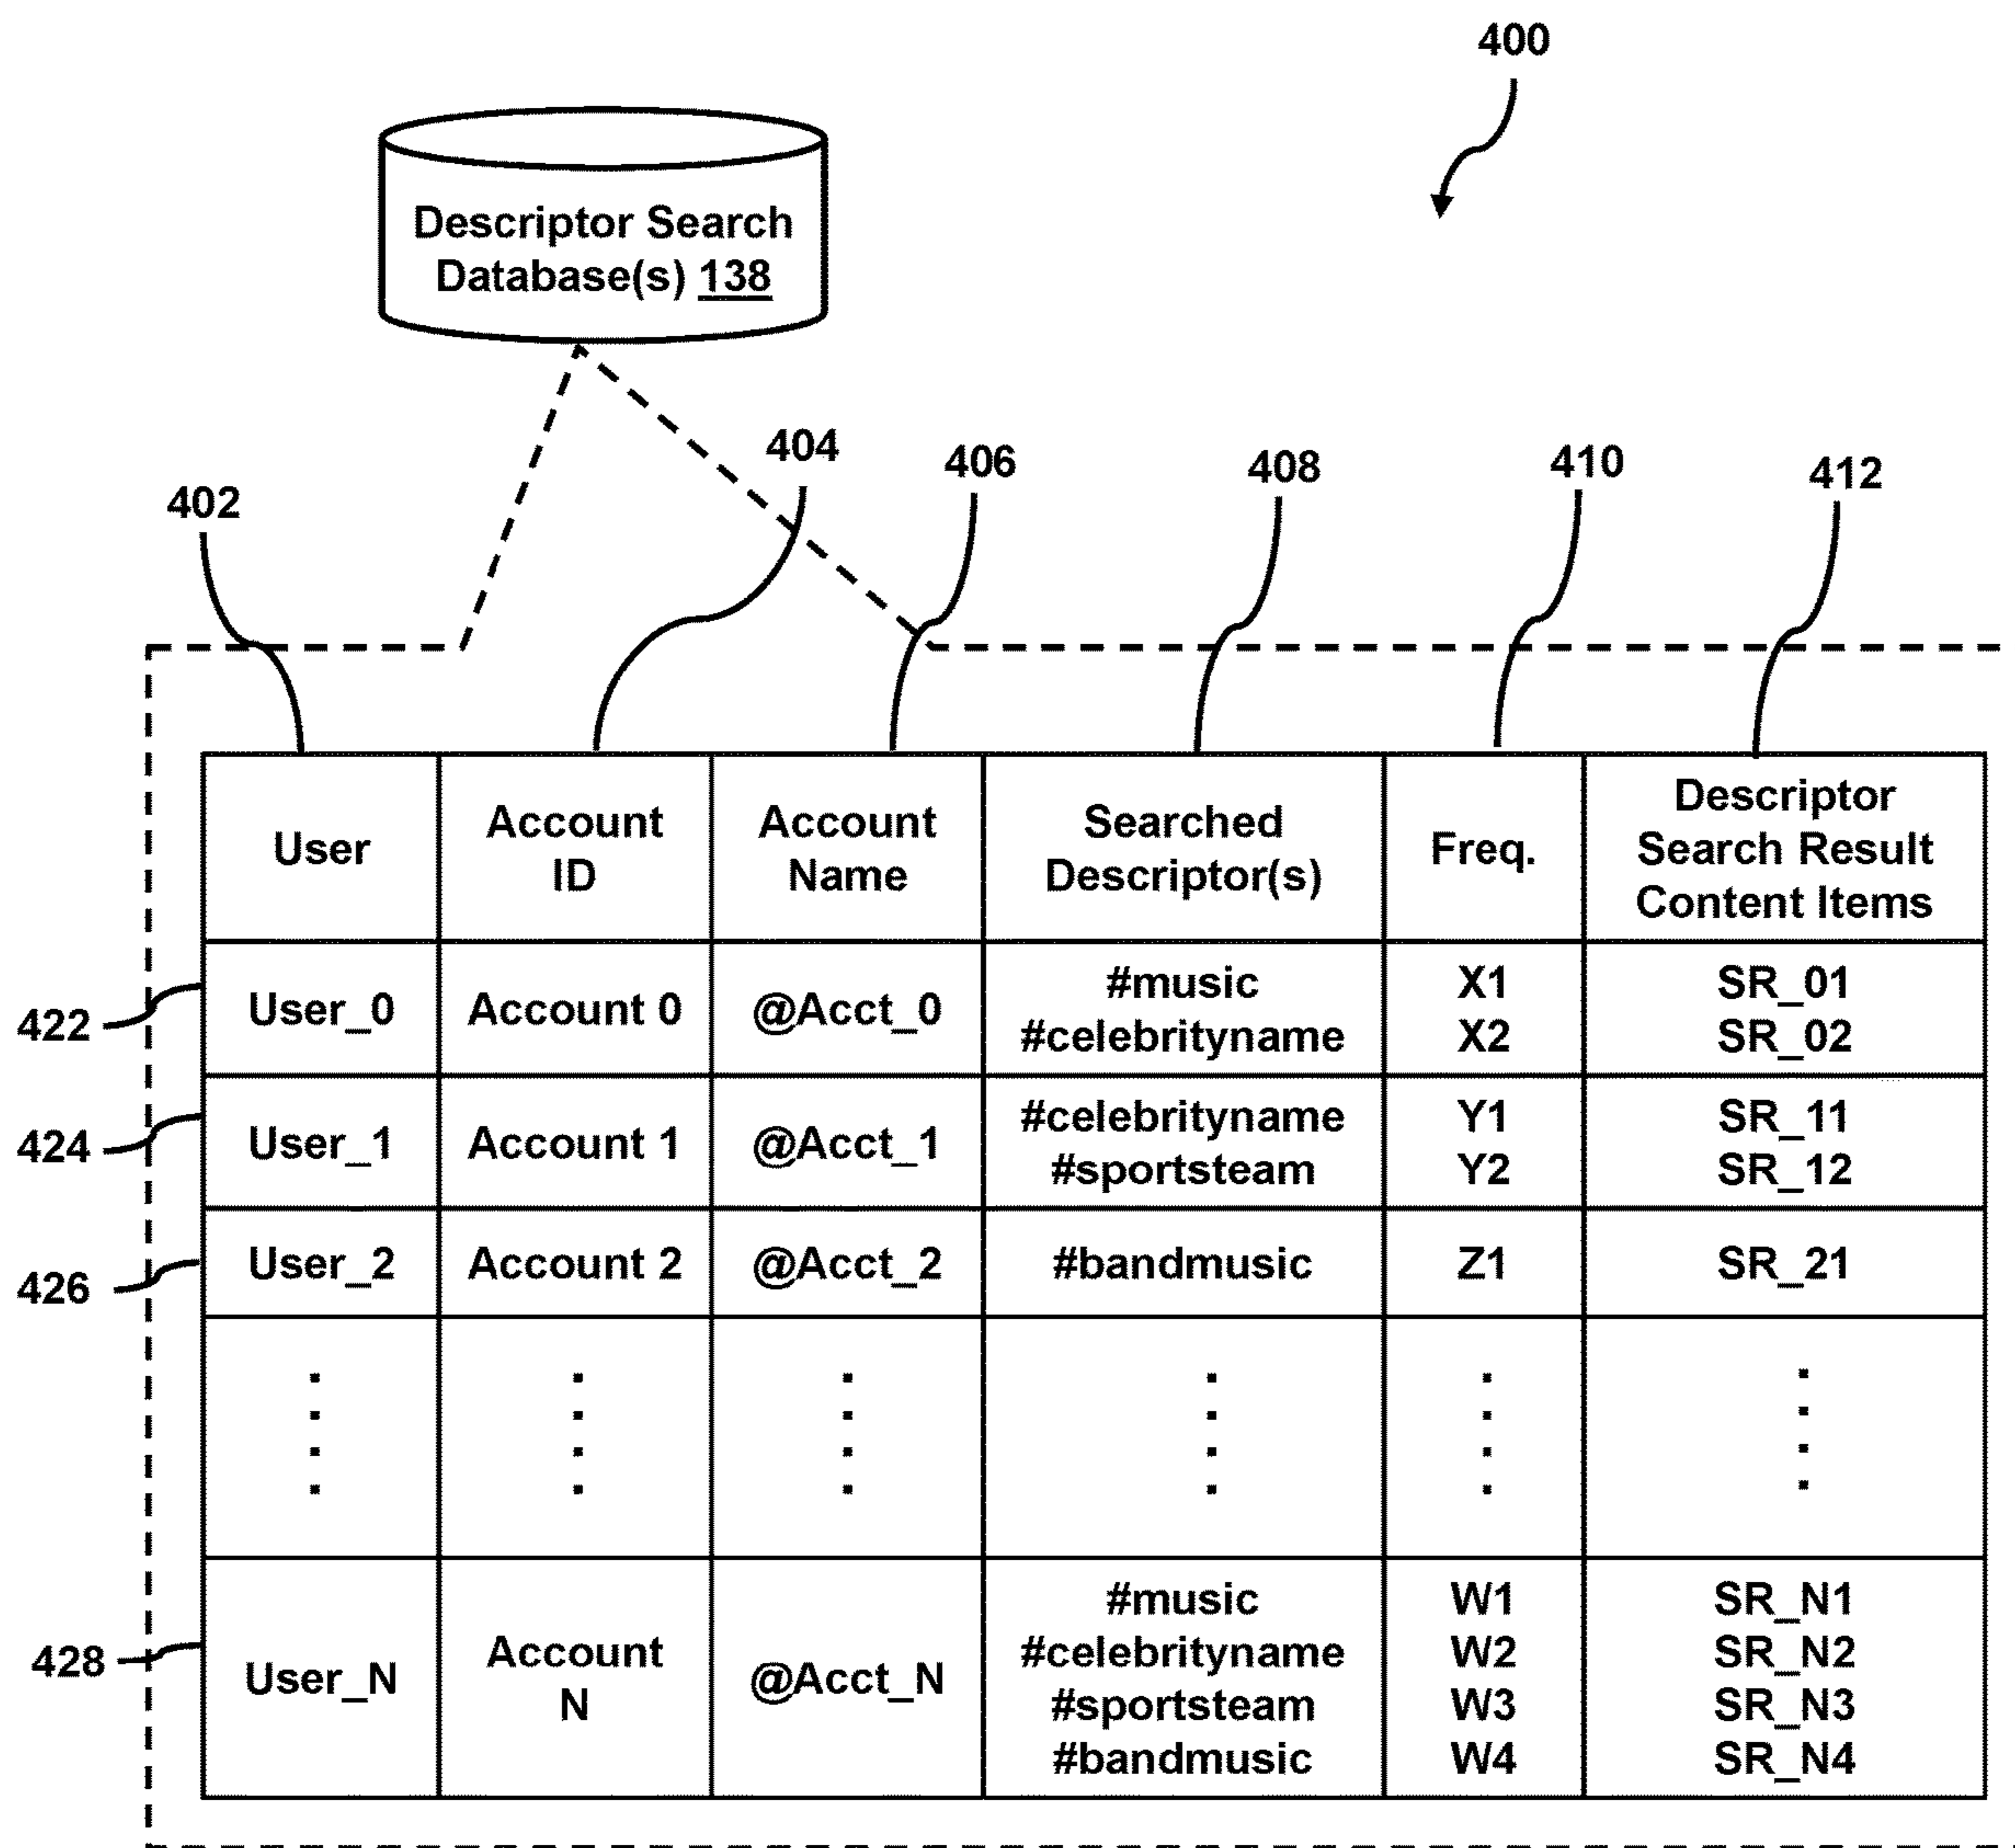 400
Descriptor Search
Database(s) 138
402
404
406
408
410
412
User
Account
ID
Account
Name
Searched
Descriptor(s)
Freq.
Descriptor
Search Result
Content Items
422
User_0
Account 0
@Acct_0
#music
#celebrityname
X1
X2
SR_01
SR_02
424
User_1
Account 1
@Acct_1
#celebrityname
#sportsteam
Y1
Y2
SR_11
SR_12
426
User_2
Account 2
@Acct_2
#bandmusic
Z1
SR_21
428
User_N
Account
N
@Acct_N
#music
#celebrityname
#sportsteam
#bandmusic
W1
W2
W3
W4
SR_N1
SR_N2
SR_N3
SR_N4